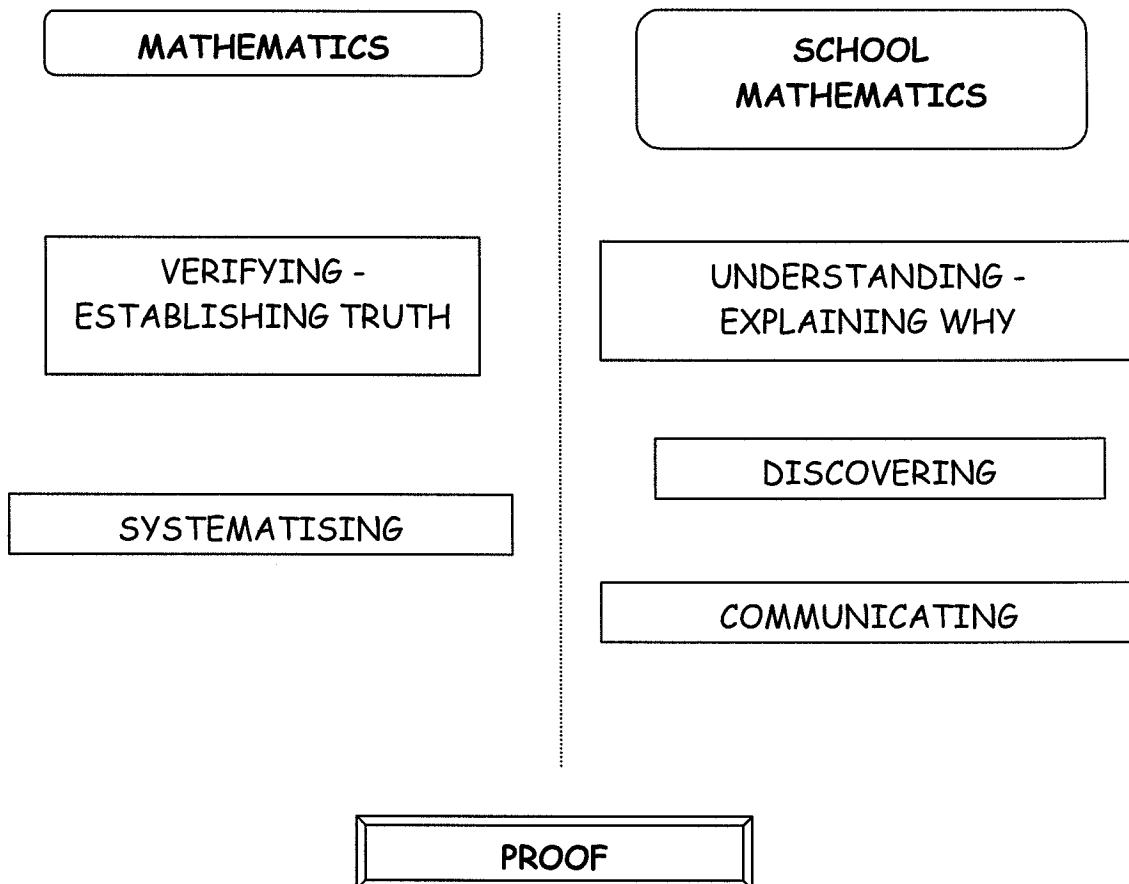 MATHEMATICS
SCHOOL
MATHEMATICS
VERIFYING -
ESTABLISHING TRUTH
UNDERSTANDING -
EXPLAINING WHY
DISCOVERING
SYSTEMATISING
COMMUNICATING
PROOF